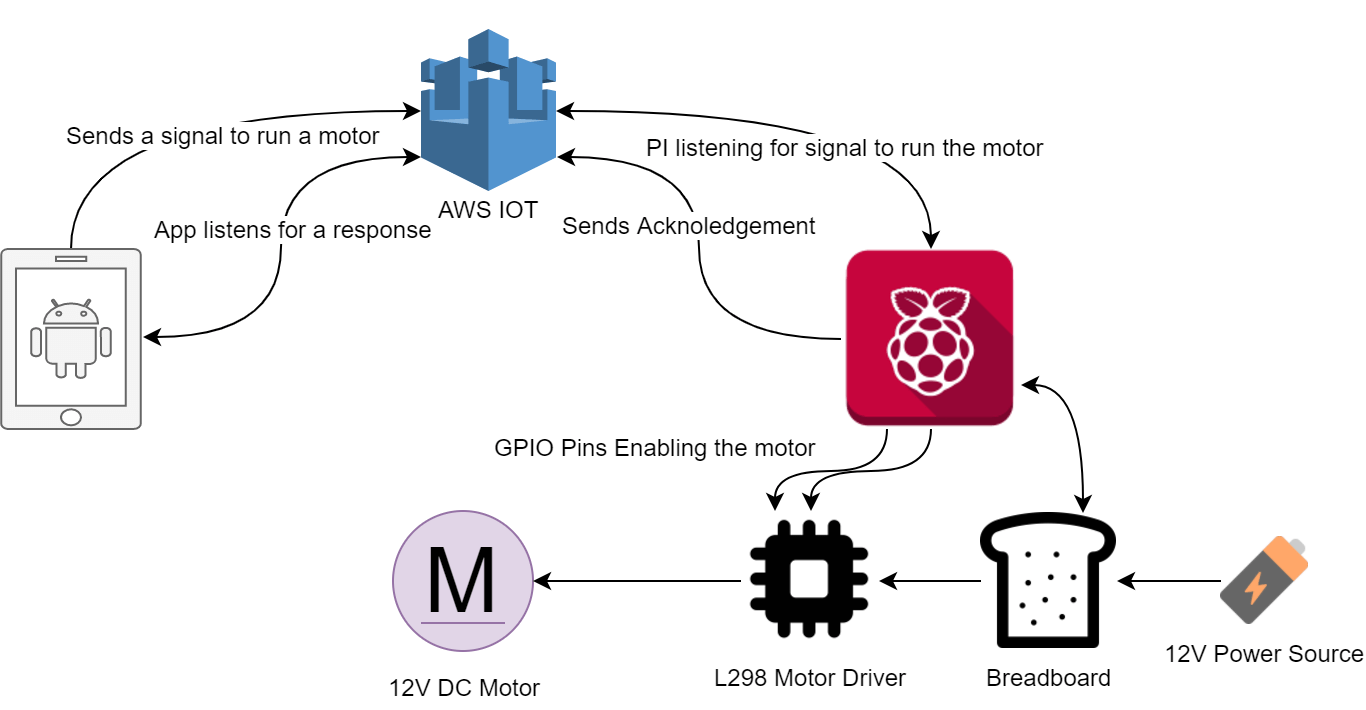 Sends a signal to run a motor
PI listening for signal to run the motor
AWS IOT
App listens for a response
Sends Acknoledgement
GPIO Pins Enabling the motor
M
12V DC Motor
L298 Motor Driver
Breadboard
12V Power Source